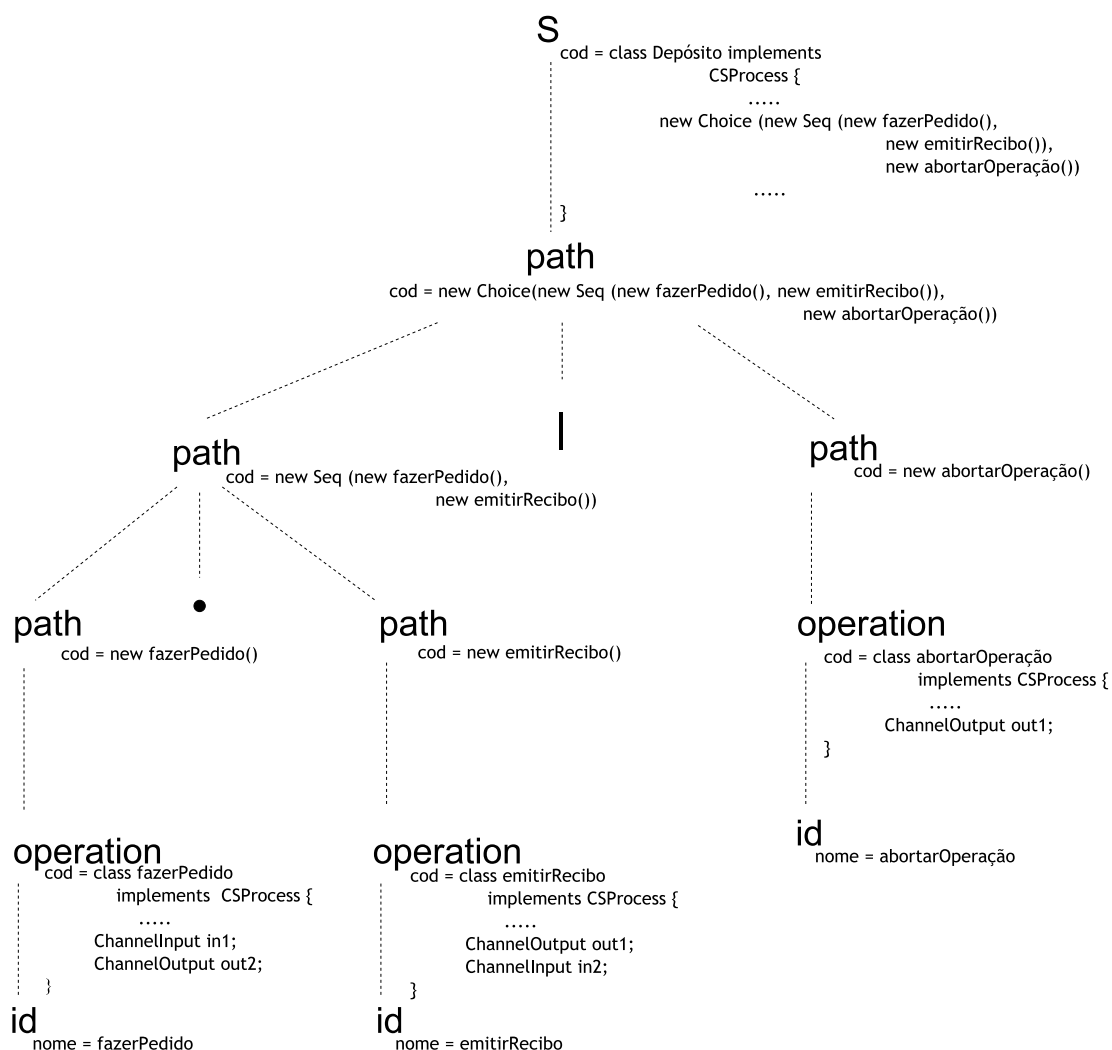 S
cod = class Depósito implements
CSProcess {
.....
new Choice (new Seq (new fazerPedido(),
new emitirRecibo()),
new abortarOperação())
.....
}
path
cod = new Choice(new Seq (new fazerPedido(), new emitirRecibo()),
new abortarOperação())
|
path
cod = new Seq (new fazerPedido(),
new emitirRecibo())
path
cod = new abortarOperação()
•
path
cod = new fazerPedido()
path
cod = new emitirRecibo()
operation
cod = class abortarOperação
implements CSProcess {
.....
ChannelOutput out1;
}
id
nome = abortarOperação
operation
cod = class fazerPedido
implements  CSProcess {
.....
ChannelInput in1;
ChannelOutput out2;
}
id
nome = fazerPedido
operation
cod = class emitirRecibo
implements CSProcess {
.....
ChannelOutput out1;
ChannelInput in2;
}
id
nome = emitirRecibo